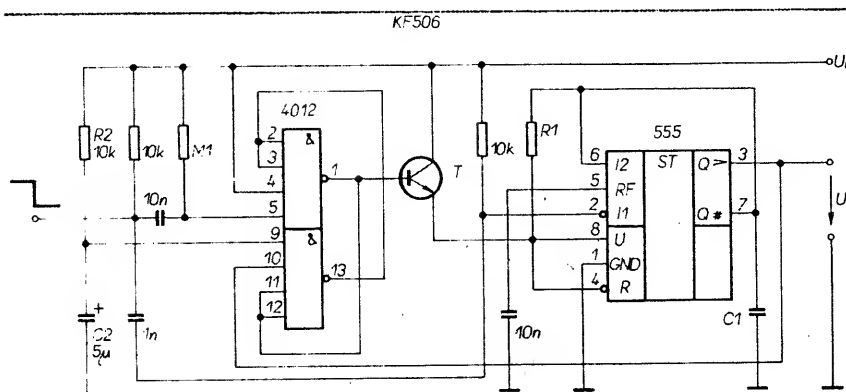 KF506
R2
10k
10k
M1
10n
4012
&
2
3
4
5
1
&
9
10
11
12
13
T
10k
R1
555
6
5
2
8
1
4
I2
RF
I1
U
GND
R
ST
Q >
Q #
3
7
U
+
C2
5µ
1n
10n
C1